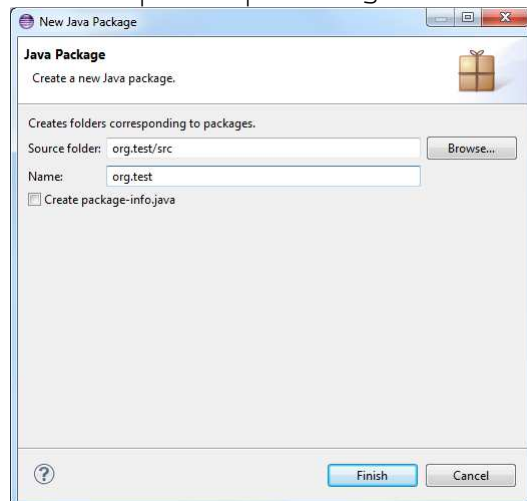 New Java Package
Java Package
Create a new Java package.
Creates folders corresponding to packages.
Source folder: org.test/src Browse...
Name: org.test
Create package-info.java
? Finish Cancel